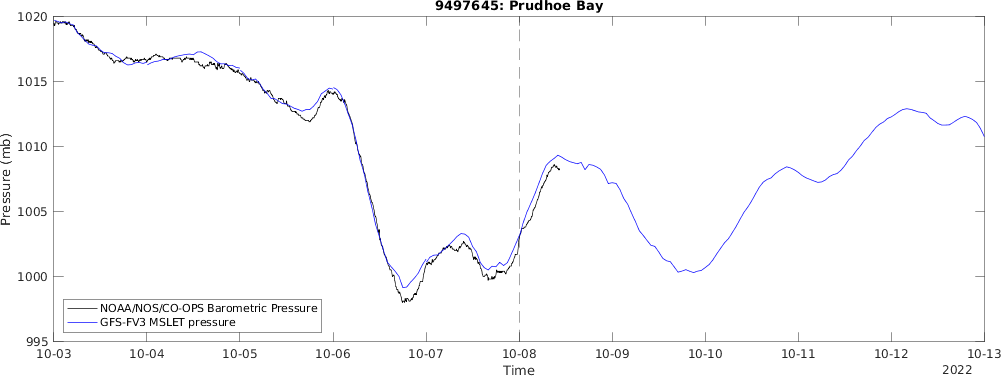 9497645: Prudhoe Bay
1020
1015
1010
1005
1000
995
Pressure (mb)
NOAA/NOS/CO-OPS Barometric Pressure
GFS-FV3 MSLET pressure
10-03 10-04 10-05 10-06 10-07 10-08 10-09 10-10 10-11 10-12 10-13
Time
2022